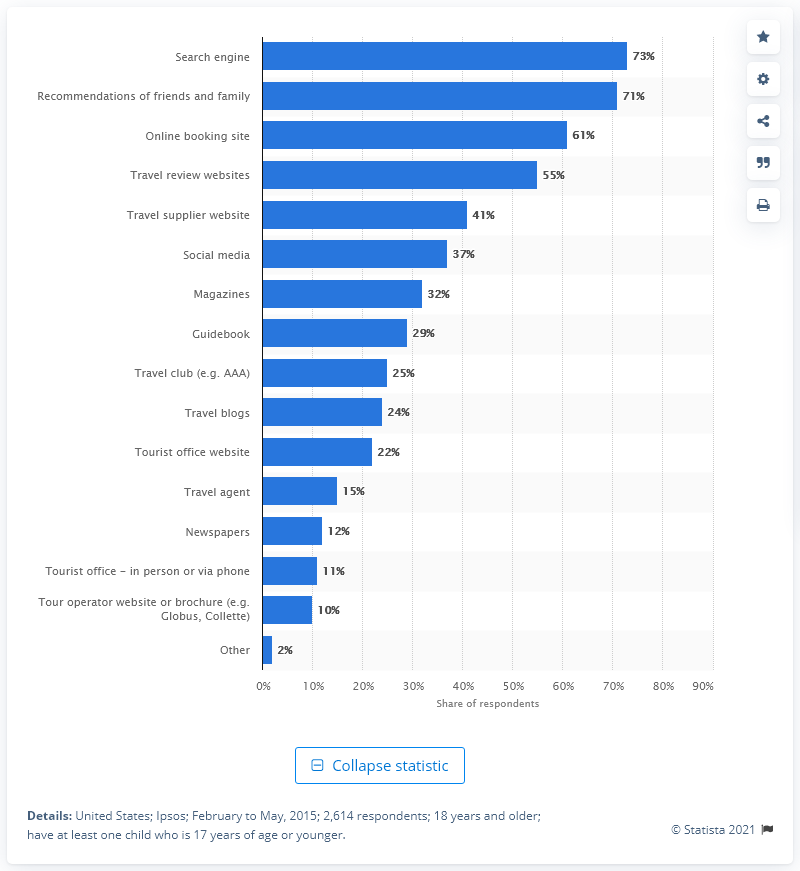 Search engine 73%
Recommendations of friends and family 71%
Online booking site 61%
Travel review websites 55%
Travel supplier website 41%
Social media 37%
Magazines 32%
Guidebook 29%
Travel club (e.g. AAA) 25%
Travel blogs 24%
Tourist office website 22%
Travel agent 15%
Newspapers 12%
Tourist office – in person or via phone 11%
Tour operator website or brochure (e.g.
Globus, Collette) 10%
Other 2%
0% 10% 20% 30% 40% 50% 60% 70% 80% 90%
Share of respondents
Collapse statistic
Details: United States; Ipsos; February to May, 2015; 2,614 respondents; 18 years and older;
have at least one child who is 17 years of age or younger.
© Statista 2021